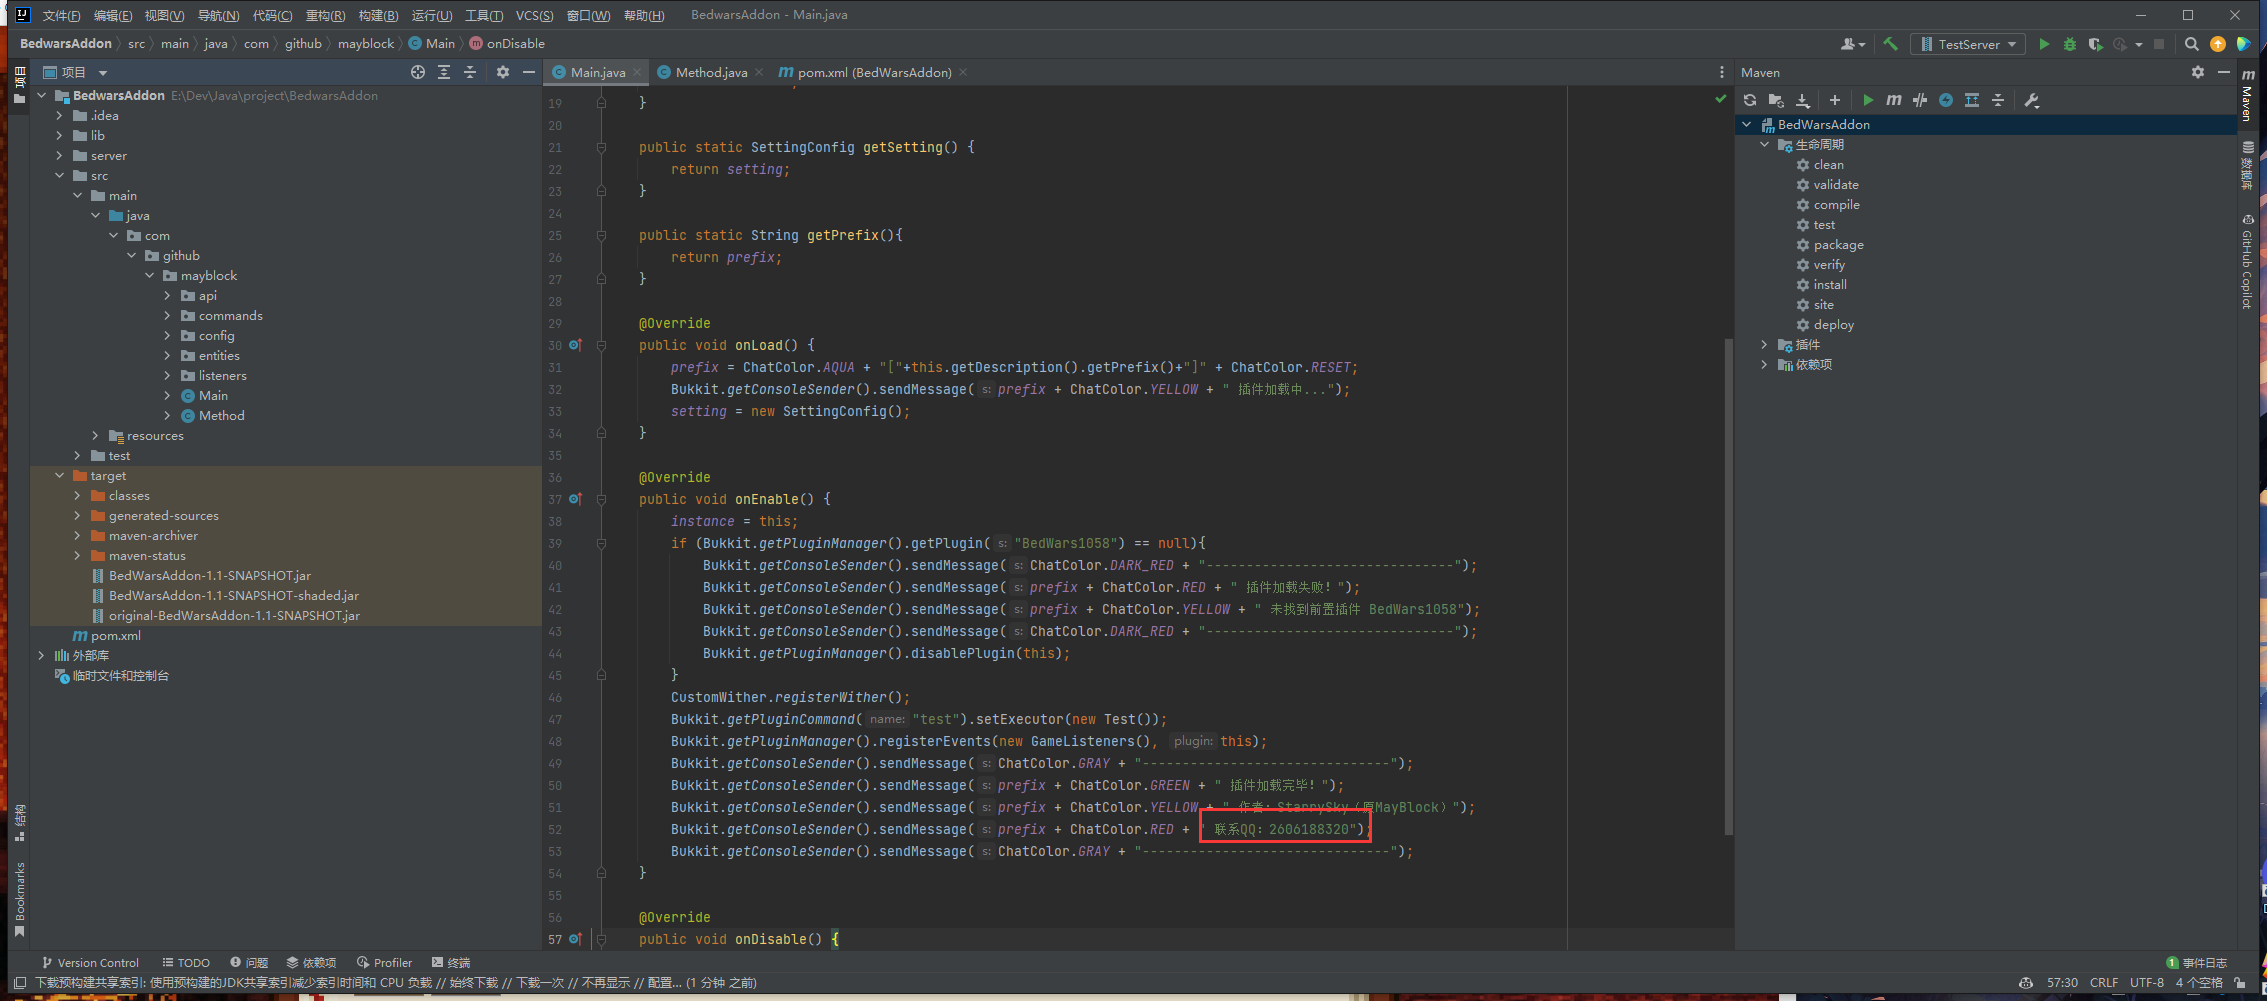 文件(F) 编辑(E) 视图(V) 导航(N) 代码(C) 重构(R) 构建(B) 运行(U) 工具(T) VCS(S) 窗口(W) 帮助(H) BedwarsAddon - Main.java
BedwarsAddon src main java com github mayblock Main onDisable
TestServer
项目
Main.java Method.java pom.xml (BedWarsAddon)
Maven
BedwarsAddon E:\Dev\Java\project\BedwarsAddon
.idea
lib
server
src
main
java
com
github
mayblock
api
commands
config
entities
listeners
Main
Method
resources
test
target
classes
generated-sources
maven-archiver
maven-status
BedWarsAddon-1.1-SNAPSHOT.jar
BedWarsAddon-1.1-SNAPSHOT-shaded.jar
original-BedWarsAddon-1.1-SNAPSHOT.jar
pom.xml
外部库
临时文件和控制台
项目
结构
Bookmarks
19 }
20
21 public static SettingConfig getSetting() {
22 return setting;
23 }
24
25 public static String getPrefix(){
26 return prefix;
27 }
28
29 @Override
30 public void onLoad() {
31 prefix = ChatColor.AQUA + "["+this.getDescription().getPrefix()+"]" + ChatColor.RESET;
32 Bukkit.getConsoleSender().sendMessage( s: prefix + ChatColor.YELLOW + " 插件加载中...");
33 setting = new SettingConfig();
34 }
35
36 @Override
37 public void onEnable() {
38 instance = this;
39 if (Bukkit.getPluginManager().getPlugin( s: "BedWars1058") == null){
40 Bukkit.getConsoleSender().sendMessage( s: ChatColor.DARK_RED + "-------------------------------");
41 Bukkit.getConsoleSender().sendMessage( s: prefix + ChatColor.RED + " 插件加载失败!");
42 Bukkit.getConsoleSender().sendMessage( s: prefix + ChatColor.YELLOW + " 未找到前置插件 BedWars1058");
43 Bukkit.getConsoleSender().sendMessage( s: ChatColor.DARK_RED + "-------------------------------");
44 Bukkit.getPluginManager().disablePlugin(this);
45 }
46 CustomWither.registerWither();
47 Bukkit.getPluginCommand( name: "test").setExecutor(new Test());
48 Bukkit.getPluginManager().registerEvents(new GameListeners(), plugin: this);
49 Bukkit.getConsoleSender().sendMessage( s: ChatColor.GRAY + "-------------------------------");
50 Bukkit.getConsoleSender().sendMessage( s: prefix + ChatColor.GREEN + " 插件加载完毕!");
51 Bukkit.getConsoleSender().sendMessage( s: prefix + ChatColor.YELLOW + " 作者: StarrySky（原MayBlock）");
52 Bukkit.getConsoleSender().sendMessage( s: prefix + ChatColor.RED + " 联系QQ: 2606188320");
53 Bukkit.getConsoleSender().sendMessage( s: ChatColor.GRAY + "-------------------------------");
54 }
55
56 @Override
57 public void onDisable() {
BedWarsAddon
生命周期
clean
validate
compile
test
package
verify
install
site
deploy
插件
依赖项
Maven
数据库
GitHub Copilot
Version Control TODO 问题 依赖项 Profiler 终端
1 事件日志
下载预构建共享索引: 使用预构建的JDK共享索引减少索引时间和 CPU 负载 // 始终下载 // 下载一次 // 不再显示 // 配置... (1 分钟 之前)
57:30 CRLF UTF-8 4 个空格